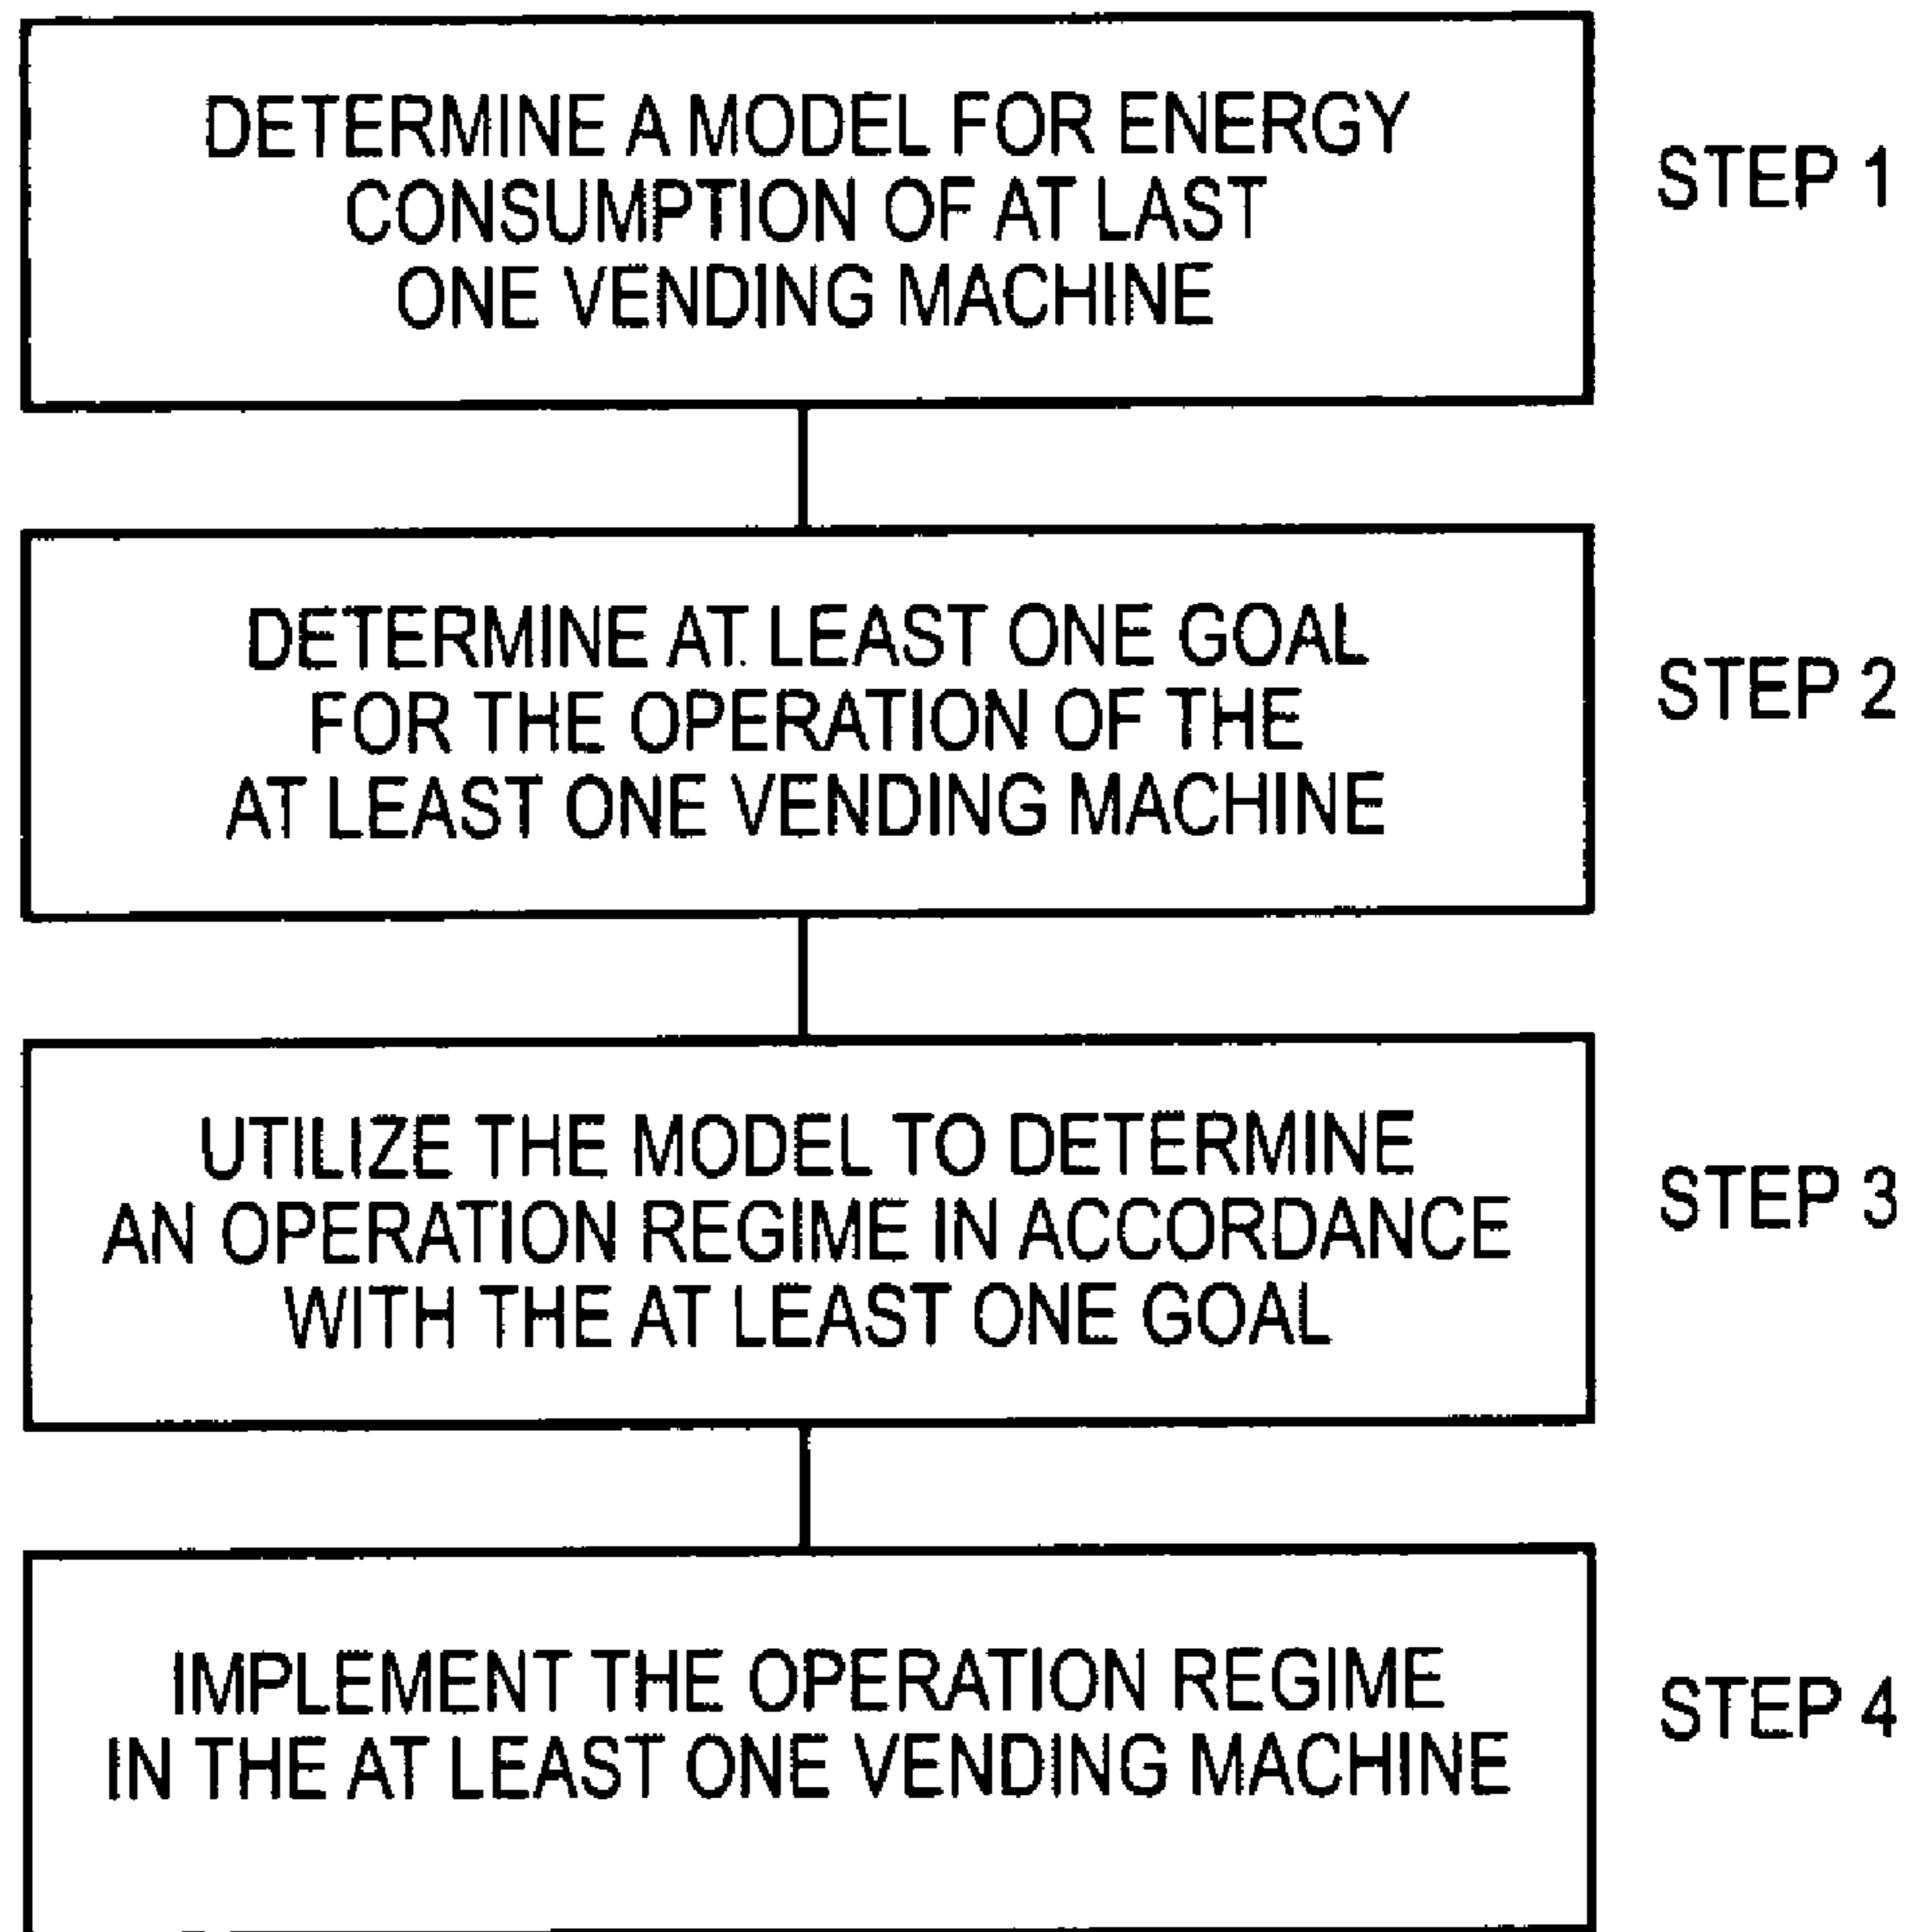 DETERMINE A MODEL FOR ENERGY
CONSUMPTION OF AT LAST
ONE VENDING MACHINE
STEP 1
DETERMINE AT. LEAST ONE GOAL
FOR THE OPERATION OF THE
AT LEAST ONE VENDING MACHINE
STEP 2
UTILIZE THE MODEL TO DETERMINE
AN OPERATION REGIME IN ACCORDANCE
WITH THE AT LEAST ONE GOAL
STEP 3
IMPLEMENT THE OPERATION REGIME
IN THE AT LEAST ONE VENDING MACHINE
STEP 4